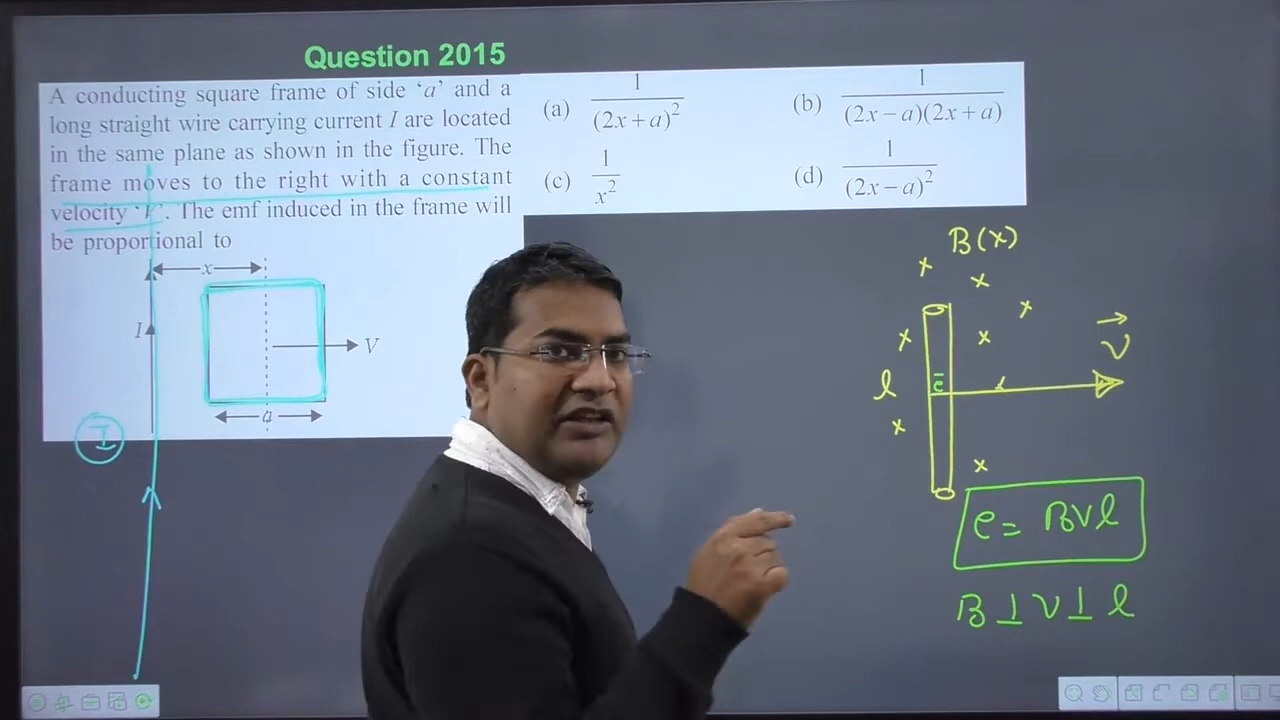 Question 2015
A conducting square frame of side ‘a’ and a
long straight wire carrying current I are located
in the same plane as shown in the figure. The
frame moves to the right with a constant
velocity ‘V’. The emf induced in the frame will
be proportional to
(a) 1/(2x+a)²
(b) 1/((2x−a)(2x+a))
(c) 1/x²
(d) 1/(2x−a)²
x
I
V
a
I
B(x)
x x x x x x x
l
ē
V
e = BVl
B⊥V⊥l